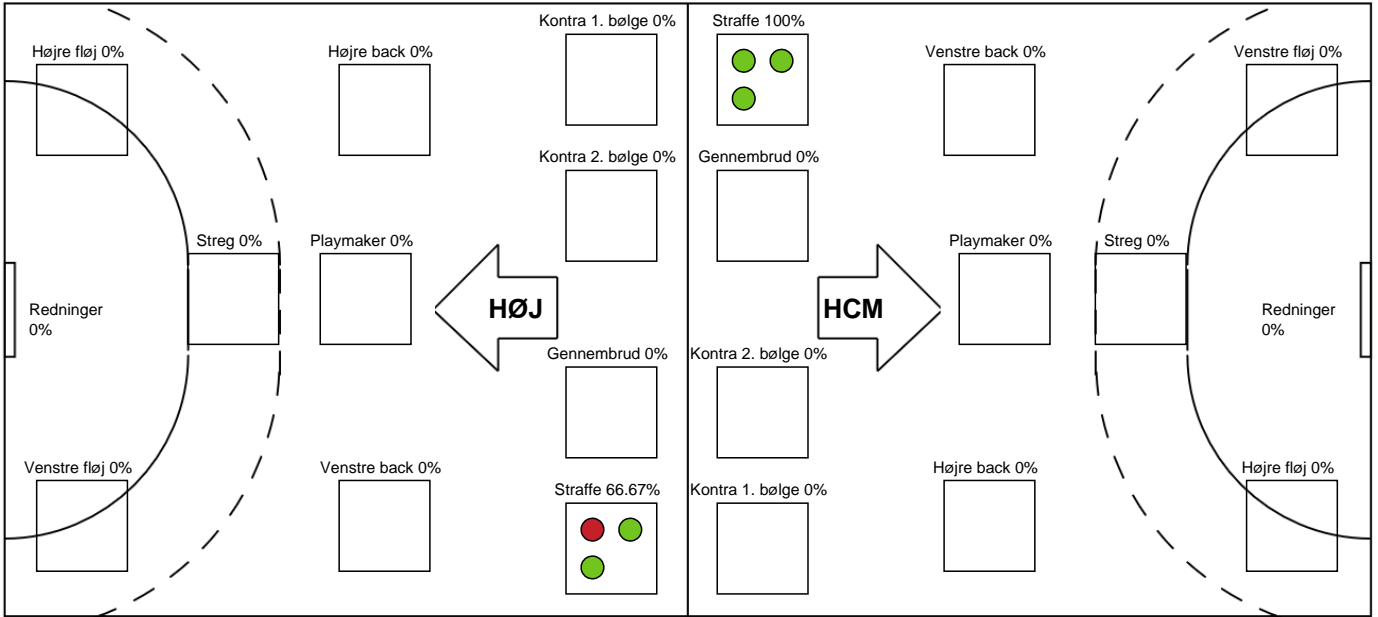 Kontra 1. bølge 0%
Straffe 100%
Højre fløj 0%
Højre back 0%
Venstre back 0%
Venstre fløj 0%
Kontra 2. bølge 0%
Gennembrud 0%
Streg 0%
Playmaker 0%
Playmaker 0%
Streg 0%
Redninger
0%
HØJ
HCM
Redninger
0%
Gennembrud 0%
Kontra 2. bølge 0%
Venstre fløj 0%
Venstre back 0%
Højre back 0%
Højre fløj 0%
Straffe 66.67%
Kontra 1. bølge 0%